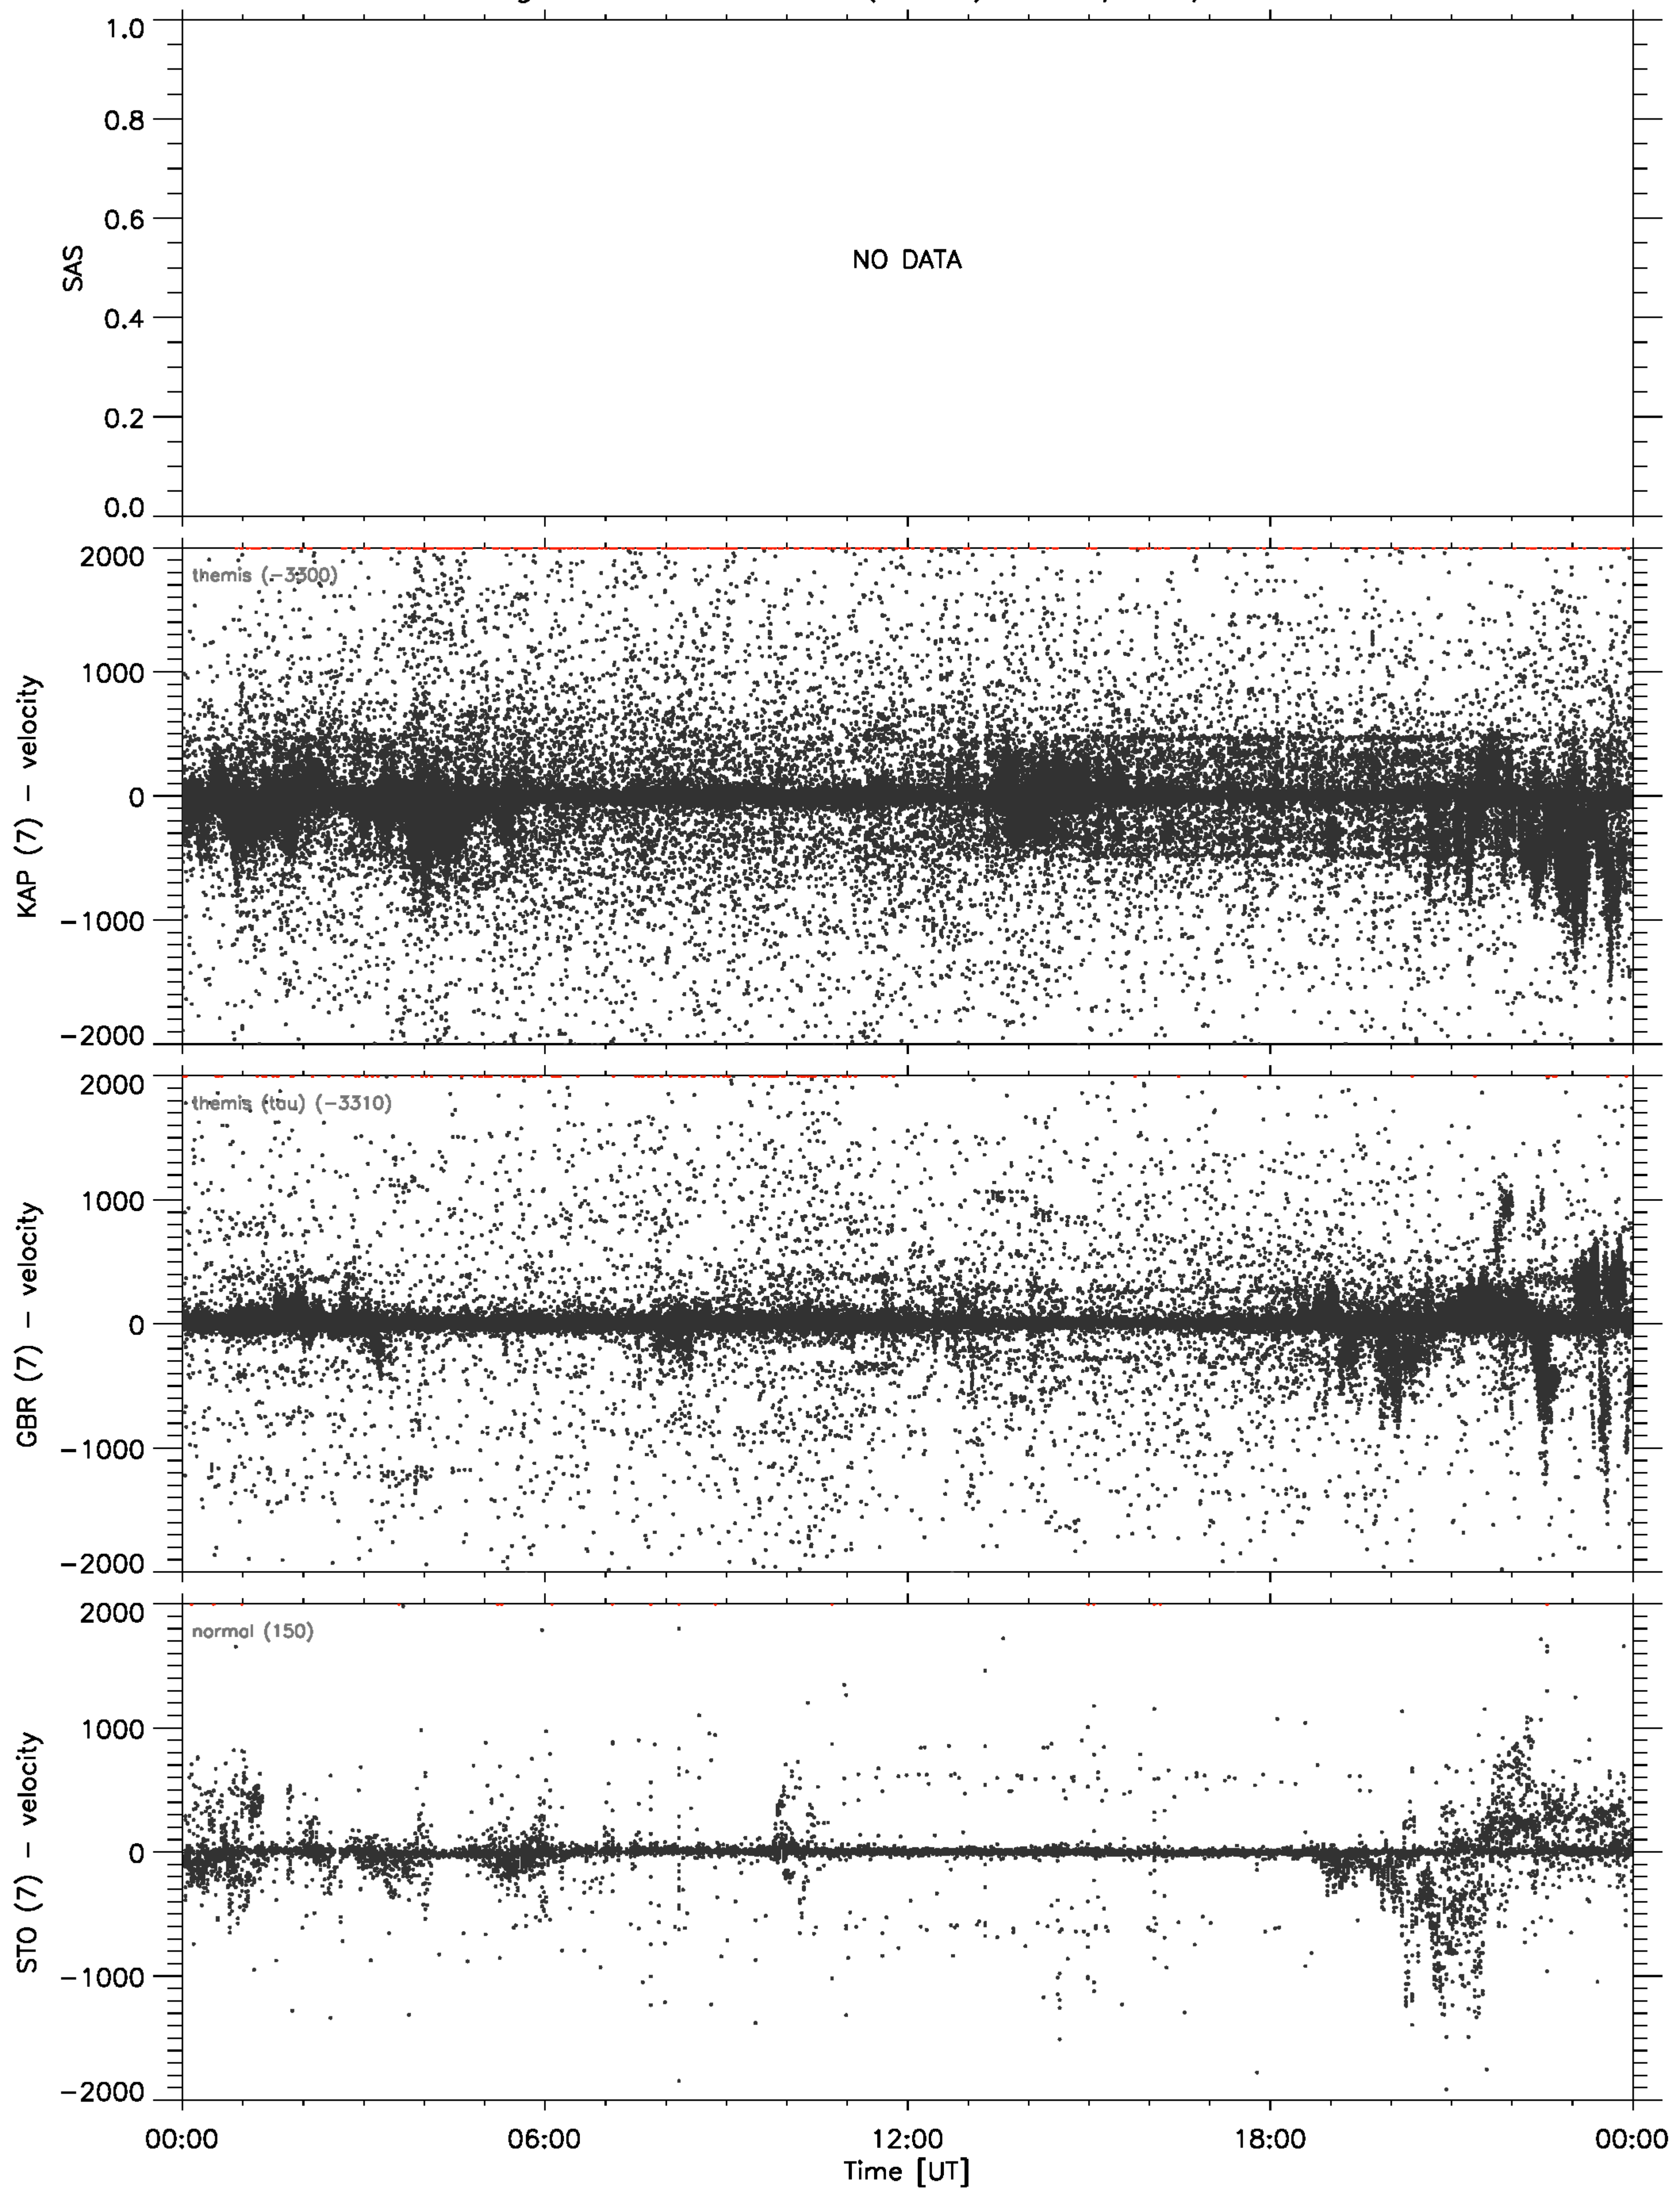 1.0
0.8
0.6
0.4
0.2
0.0
SAS
NO DATA
2000
1000
0
−1000
−2000
KAP (7) − velocity
themis (−3300)
2000
1000
0
−1000
−2000
GBR (7) − velocity
themis (tau) (−3310)
2000
1000
0
−1000
−2000
STO (7) − velocity
normal (150)
00:00 06:00 12:00 18:00 00:00
Time [UT]